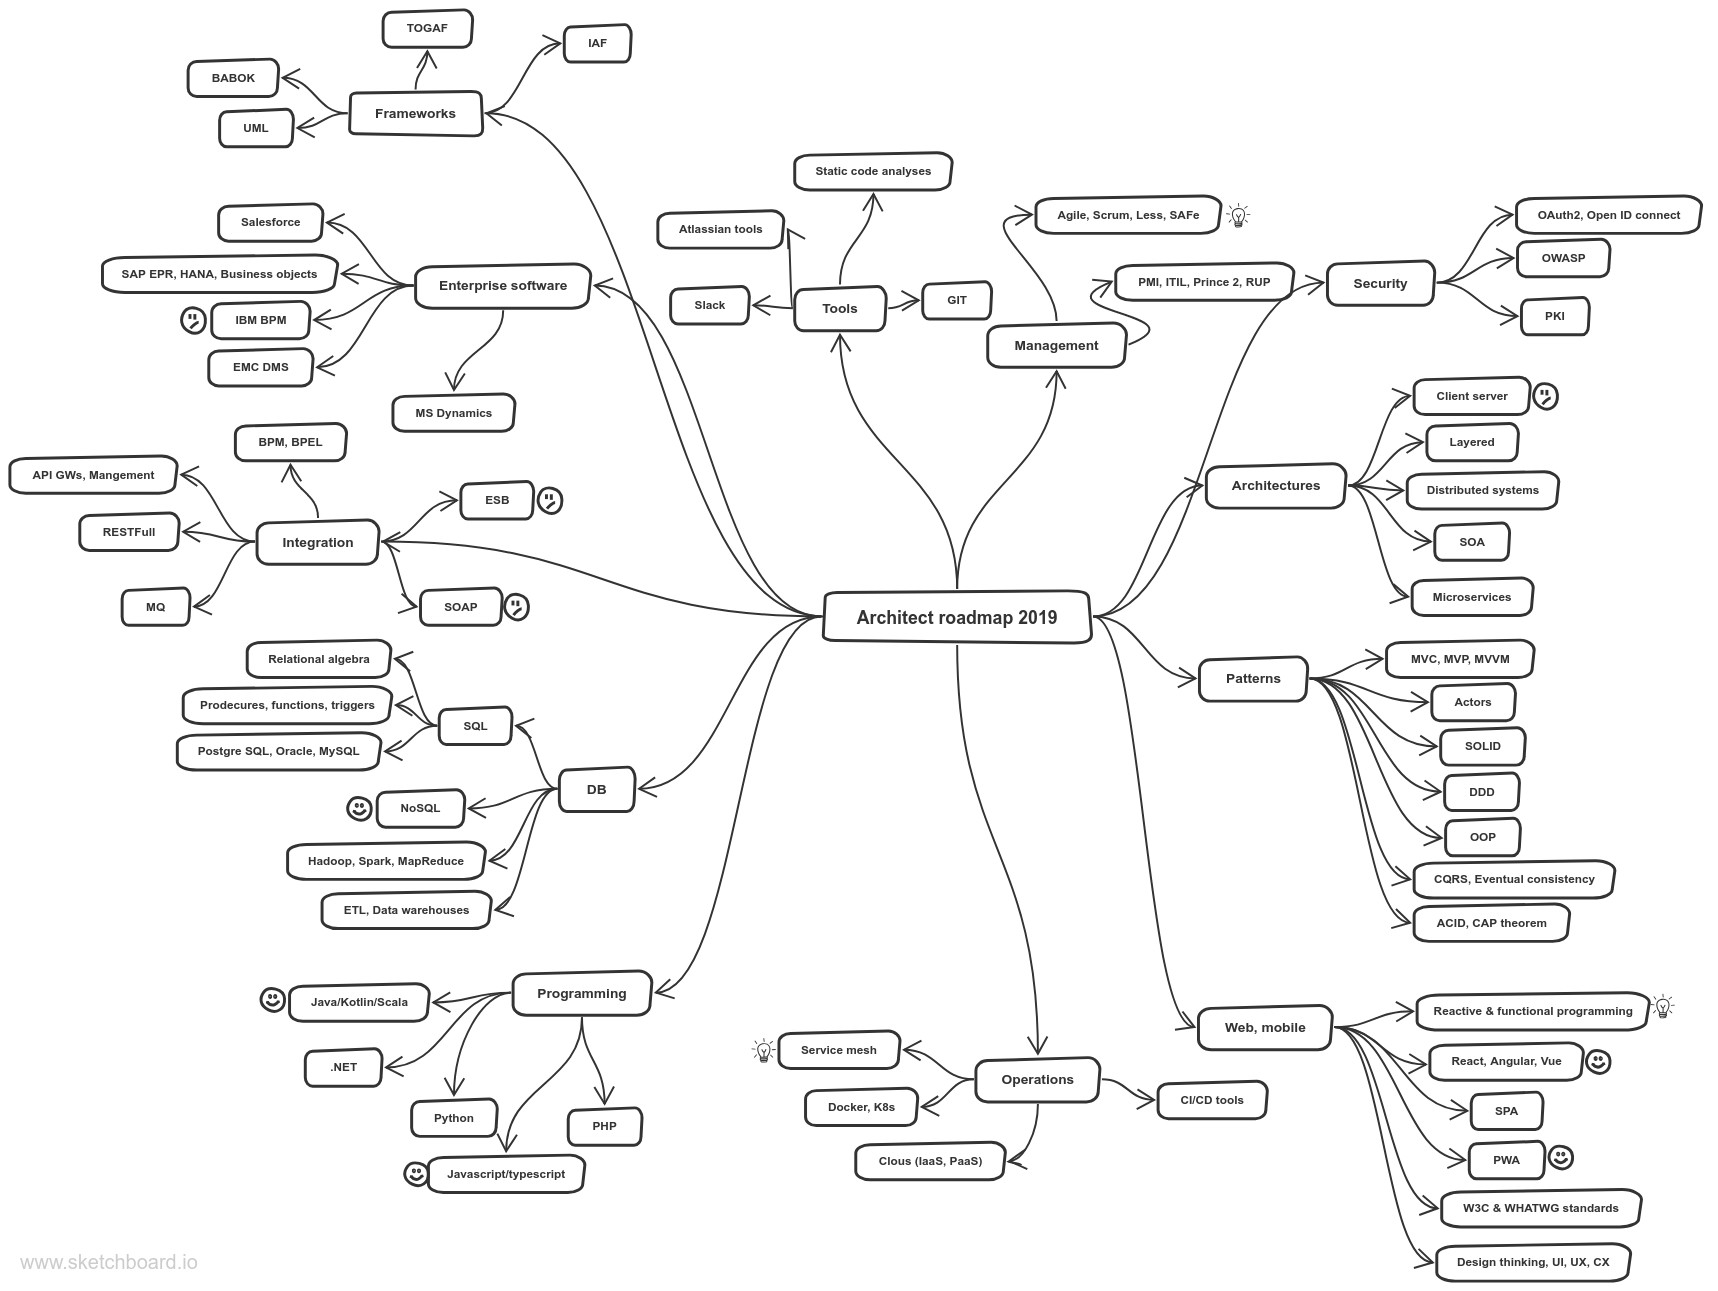 TOGAF
IAF
BABOK
Frameworks
UML
Static code analyses
Agile, Scrum, Less, SAFe
OAuth2, Open ID connect
Salesforce
Atlassian tools
OWASP
SAP EPR, HANA, Business objects
Enterprise software
PMI, ITIL, Prince 2, RUP
Security
Slack
Tools
GIT
IBM BPM
PKI
Management
EMC DMS
MS Dynamics
Client server
BPM, BPEL
Layered
API GWs, Mangement
Architectures
Distributed systems
ESB
RESTFull
Integration
SOA
MQ
SOAP
Microservices
Architect roadmap 2019
Relational algebra
MVC, MVP, MVVM
Patterns
Prodecures, functions, triggers
Actors
SQL
Postgre SQL, Oracle, MySQL
SOLID
DB
DDD
NoSQL
OOP
Hadoop, Spark, MapReduce
CQRS, Eventual consistency
ETL, Data warehouses
ACID, CAP theorem
Programming
Java/Kotlin/Scala
Reactive & functional programming
Web, mobile
Service mesh
React, Angular, Vue
.NET
Operations
Docker, K8s
CI/CD tools
SPA
Python
PHP
Clous (IaaS, PaaS)
PWA
Javascript/typescript
W3C & WHATWG standards
Design thinking, UI, UX, CX
www.sketchboard.io